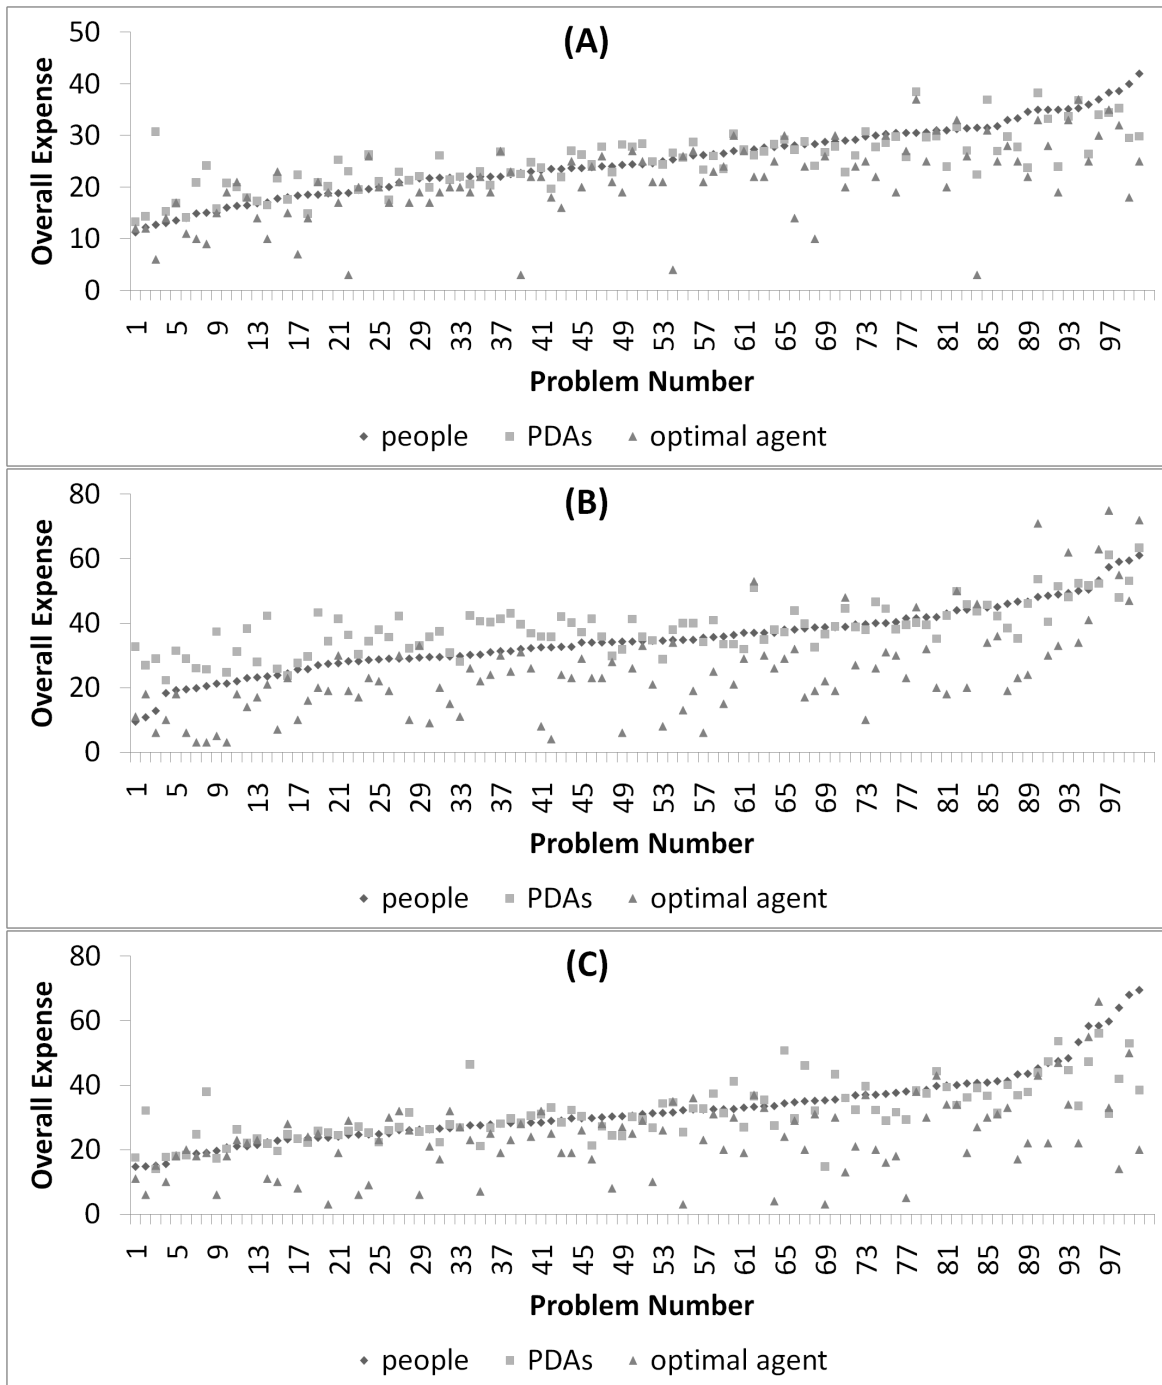 (A)
50
40
30
20
10
0
Overall Expense
1 5 9 13 17 21 25 29 33 37 41 45 49 53 57 61 65 69 73 77 81 85 89 93 97
Problem Number
people PDAs optimal agent
(B)
80
60
40
20
0
Overall Expense
1 5 9 13 17 21 25 29 33 37 41 45 49 53 57 61 65 69 73 77 81 85 89 93 97
Problem Number
people PDAs optimal agent
(C)
80
60
40
20
0
Overall Expense
1 5 9 13 17 21 25 29 33 37 41 45 49 53 57 61 65 69 73 77 81 85 89 93 97
Problem Number
people PDAs optimal agent